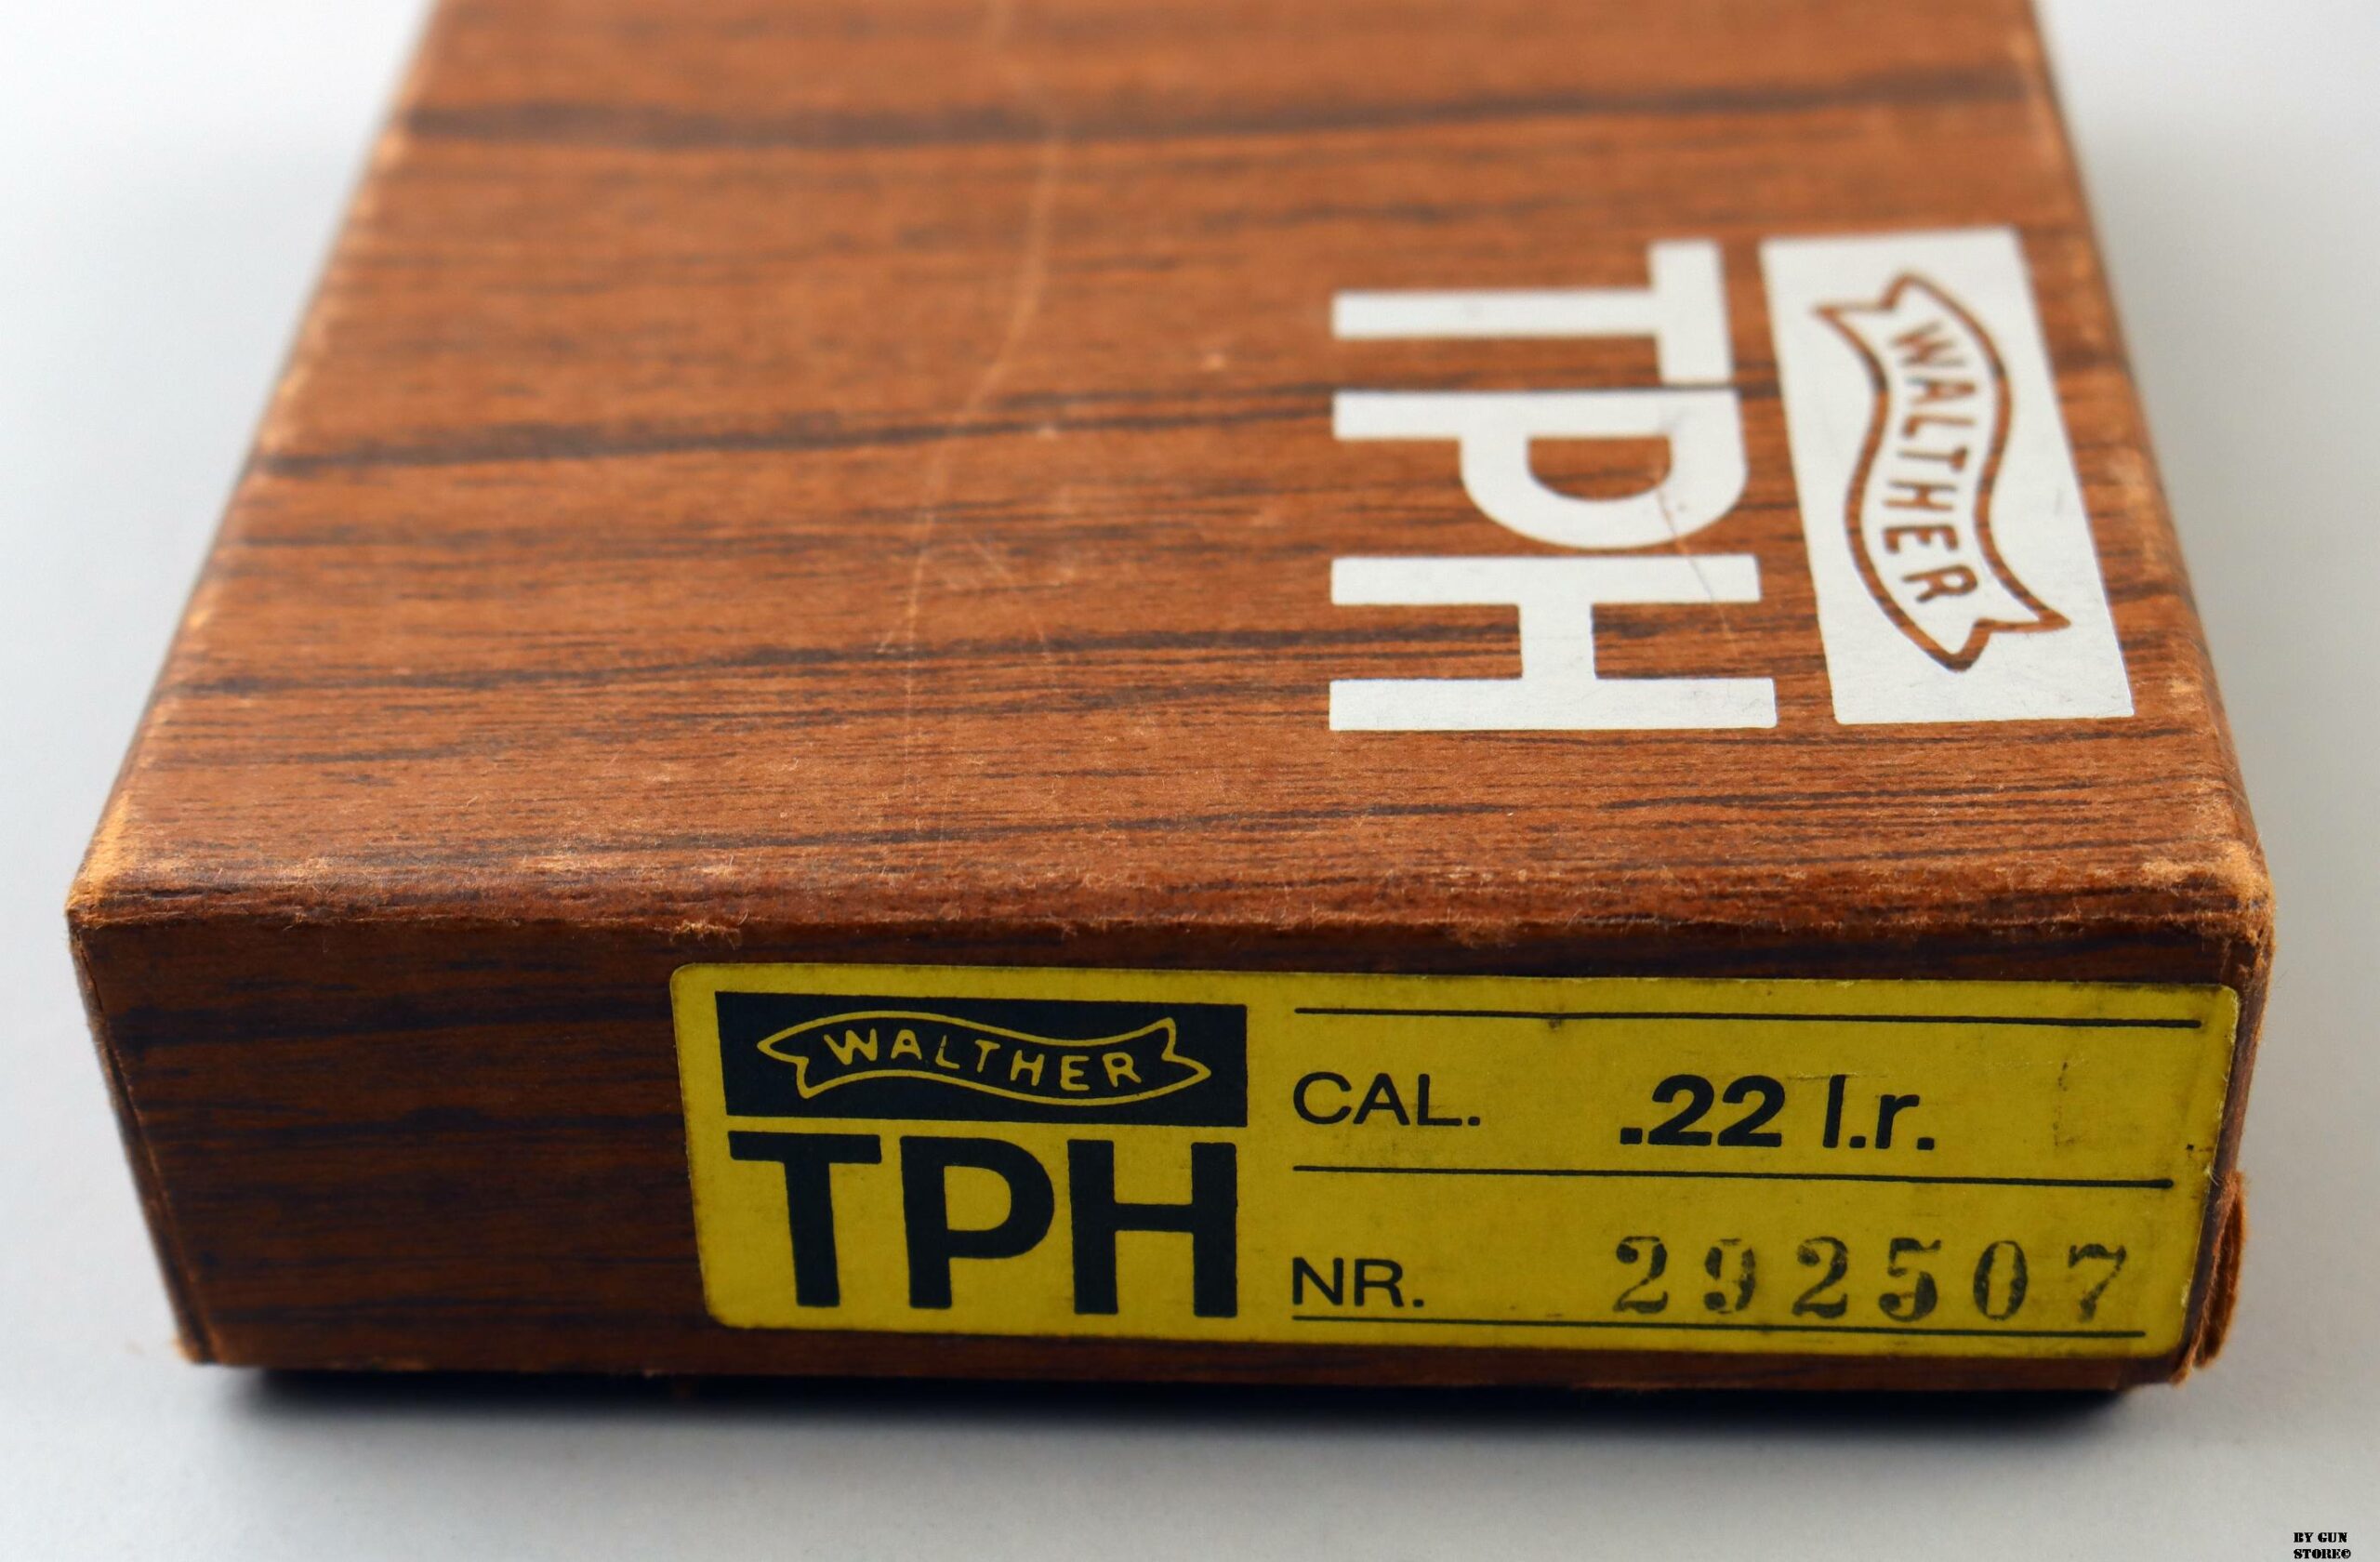 WALTHER
TPH
WALTHER
TPH
CAL. .22 l.r.
NR. 292507
BY GUN
STORE©